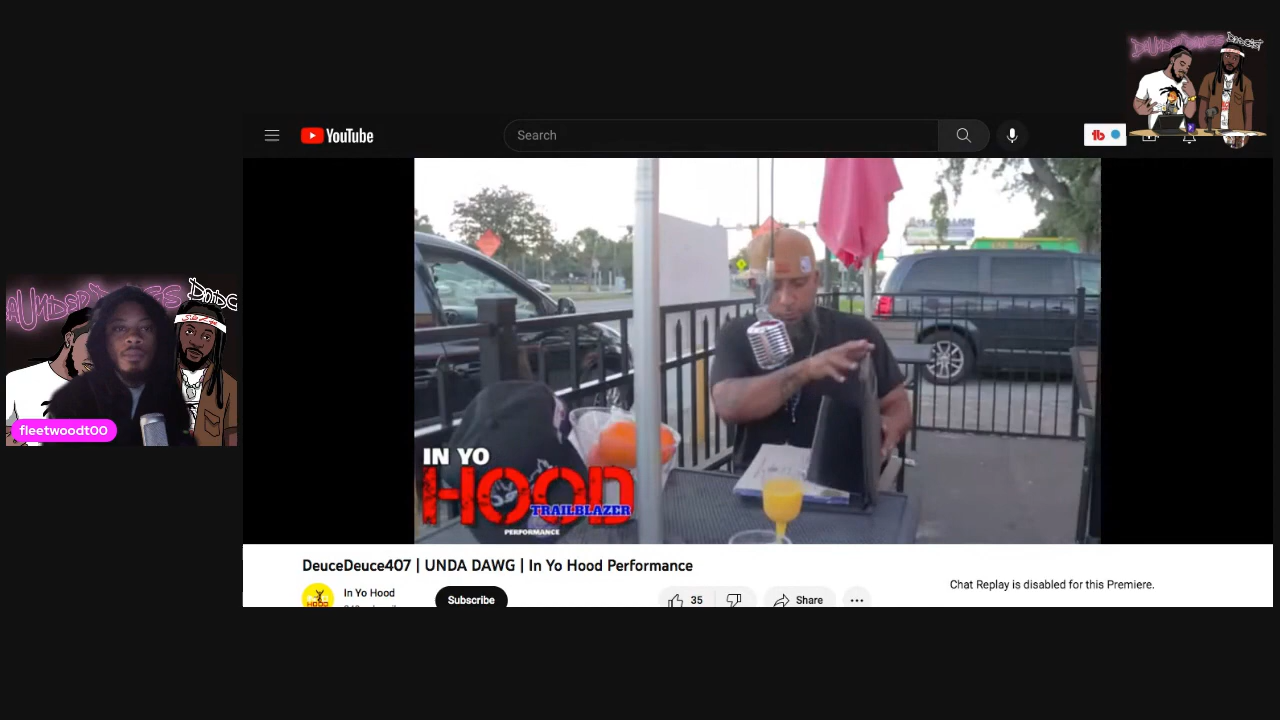 YouTube
Search
IN YO
HOOD
TRAILBLAZER
PERFORMANCE
DeuceDeuce407 | UNDA DAWG | In Yo Hood Performance
In Yo Hood
Subscribe
35
Share
Chat Replay is disabled for this Premiere.
fleetwoodt00